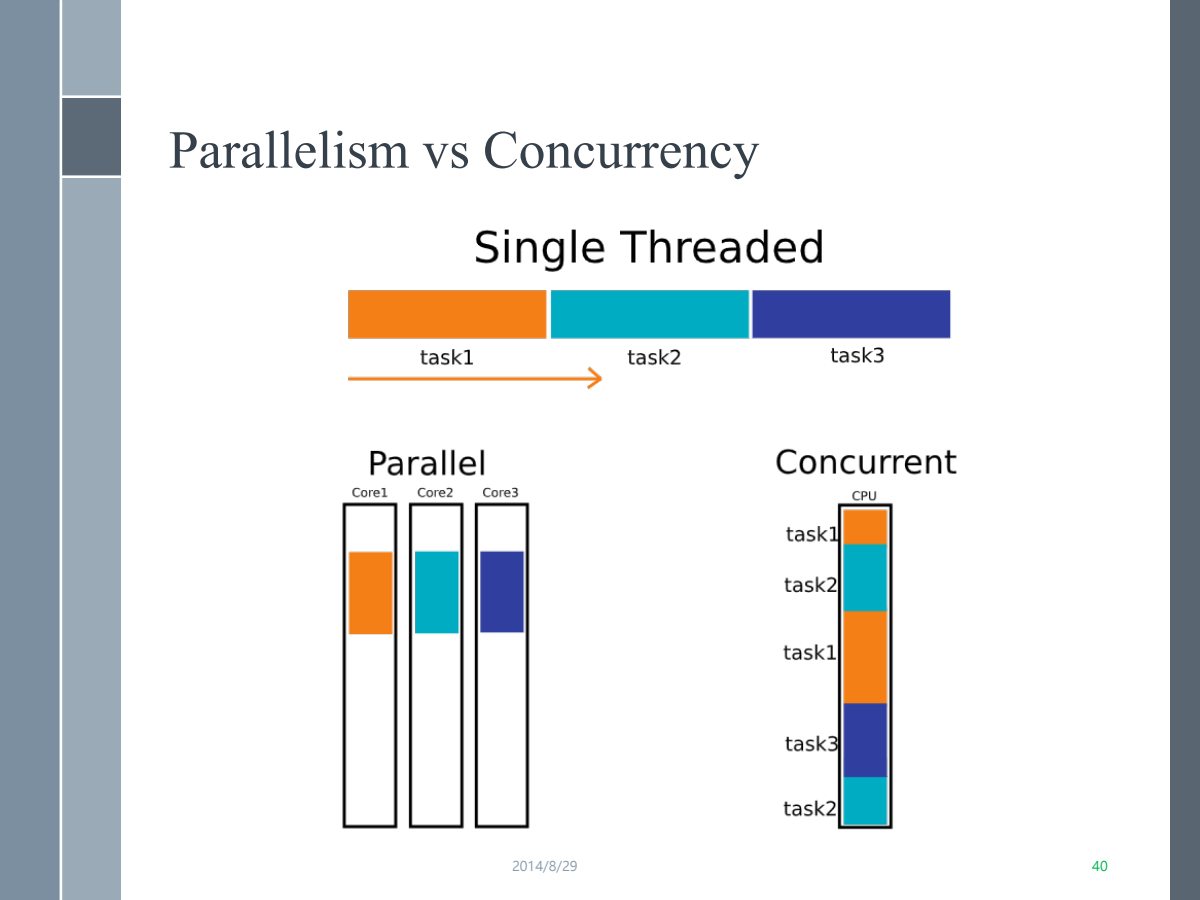 Parallelism vs Concurrency
Single Threaded
task1 task2 task3
Parallel
Core1 Core2 Core3
Concurrent
CPU
task1
task2
task1
task3
task2
2014/8/29
40